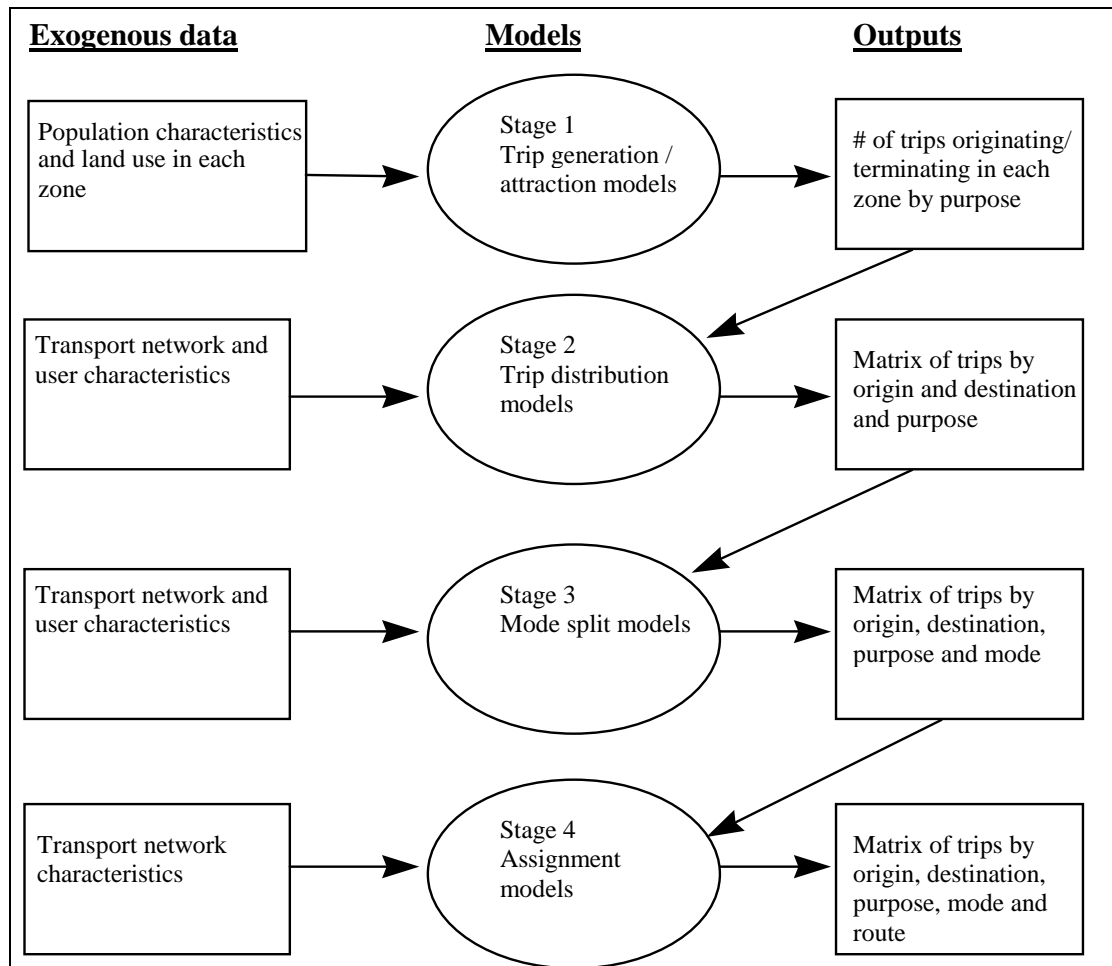 Exogenous data
Models
Outputs
Population characteristics
and land use in each
zone
Stage 1
Trip generation /
attraction models
# of trips originating/
terminating in each
zone by purpose
Transport network and
user characteristics
Stage 2
Trip distribution
models
Matrix of trips by
origin and destination
and purpose
Transport network and
user characteristics
Stage 3
Mode split models
Matrix of trips by
origin, destination,
purpose and mode
Transport network
characteristics
Stage 4
Assignment
models
Matrix of trips by
origin, destination,
purpose, mode and
route